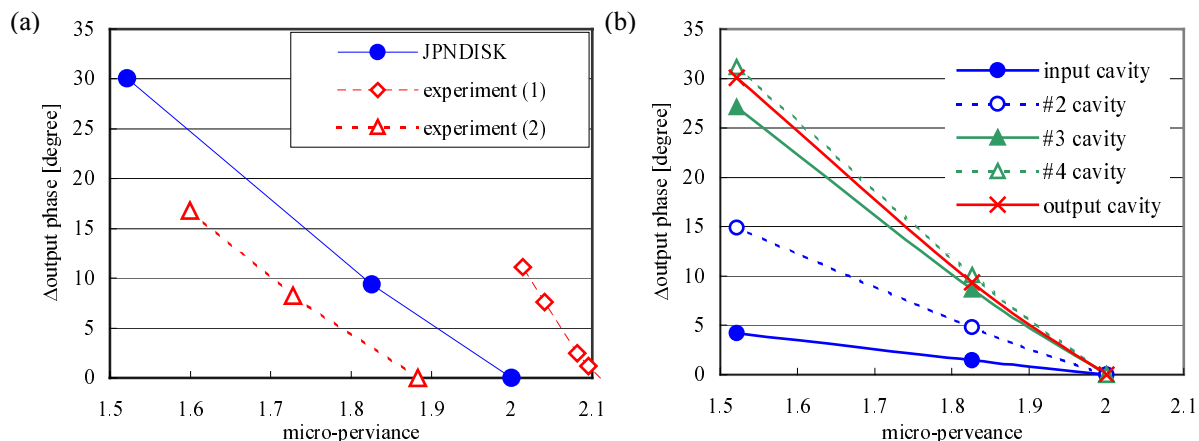 (a)
35
30
25
20
15
10
5
0
Δoutput phase [degree]
JPNDISK
experiment (1)
experiment (2)
1.5 1.6 1.7 1.8 1.9 2 2.1
micro-perviance
(b)
35
30
25
20
15
10
5
0
Δoutput phase [degree]
input cavity
#2 cavity
#3 cavity
#4 cavity
output cavity
1.5 1.6 1.7 1.8 1.9 2 2.1
micro-perveance